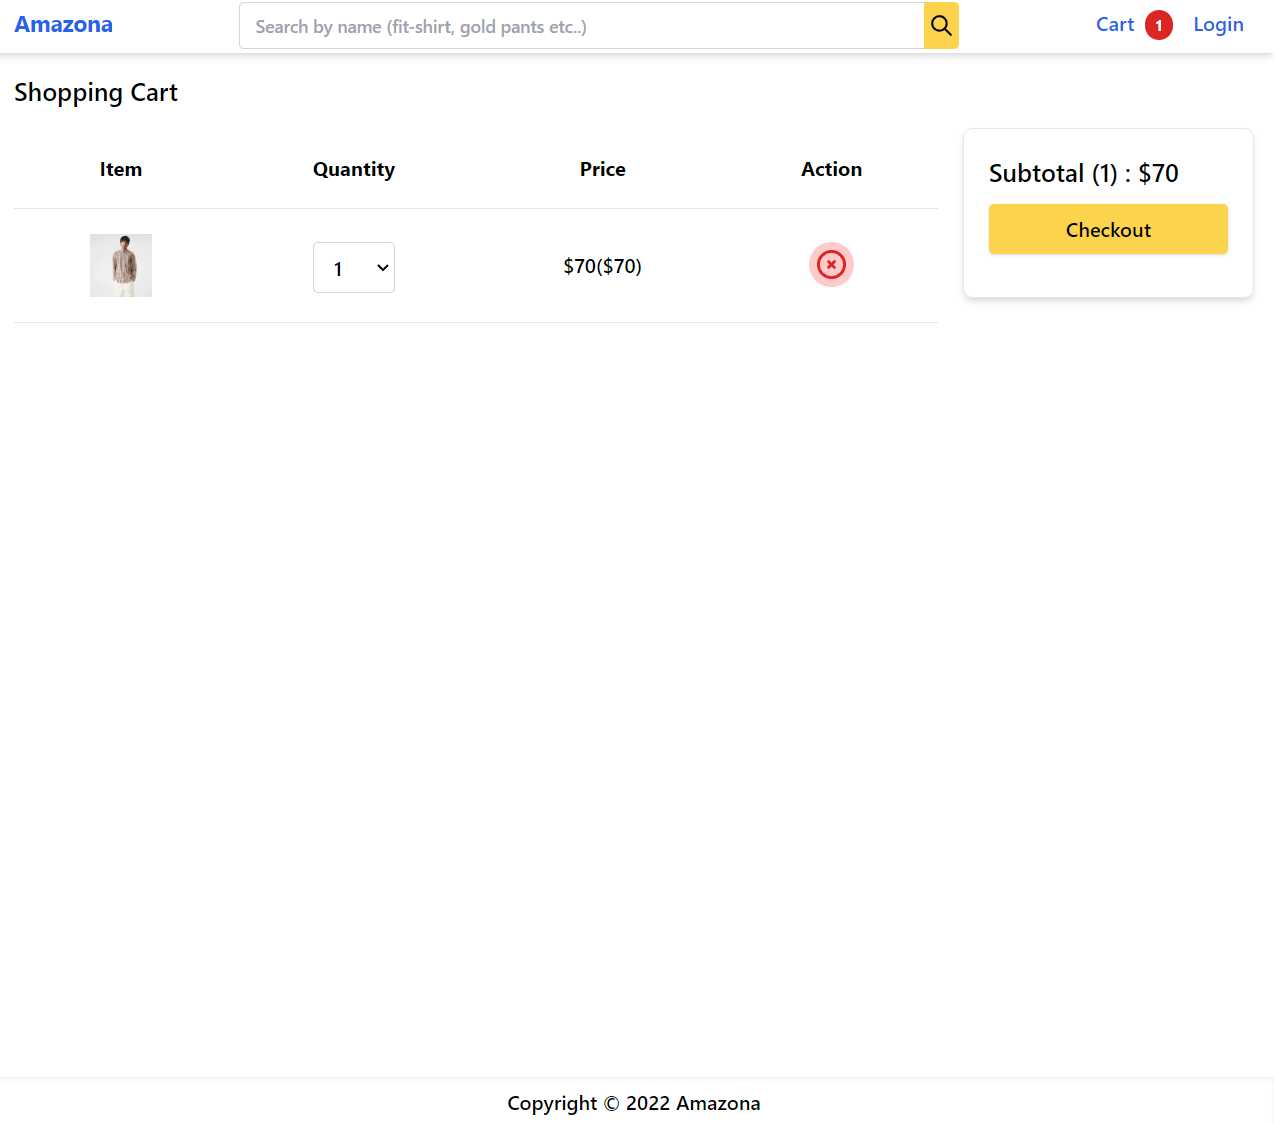 Amazona
Search by name (fit-shirt, gold pants etc..)
Cart 1 Login
Shopping Cart
Item Quantity Price Action
1 $70($70)
Subtotal (1) : $70
Checkout
Copyright © 2022 Amazona